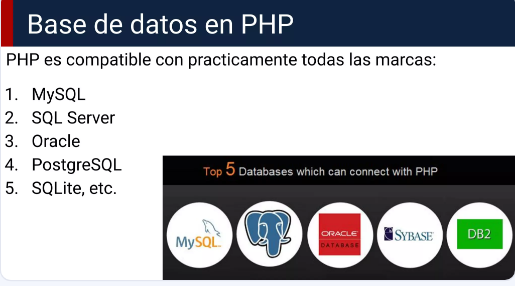 Base de datos en PHP
PHP es compatible con practicamente todas las marcas:
1. MySQL
2. SQL Server
3. Oracle
4. PostgreSQL
5. SQLite, etc.
Top 5 Databases which can connect with PHP
MySQL
ORACLE
DATABASE
SYBASE
DB2